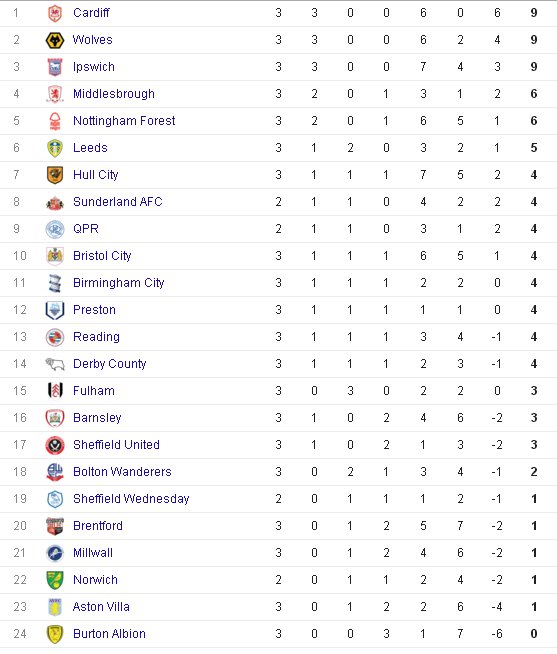 1 Cardiff 3 3 0 0 6 0 6 9
2 Wolves 3 3 0 0 6 2 4 9
3 Ipswich 3 3 0 0 7 4 3 9
4 Middlesbrough 3 2 0 1 3 1 2 6
5 Nottingham Forest 3 2 0 1 6 5 1 6
6 Leeds 3 1 2 0 3 2 1 5
7 Hull City 3 1 1 1 7 5 2 4
8 Sunderland AFC 2 1 1 0 4 2 2 4
9 QPR 2 1 1 0 3 1 2 4
10 Bristol City 3 1 1 1 6 5 1 4
11 Birmingham City 3 1 1 1 2 2 0 4
12 Preston 3 1 1 1 1 1 0 4
13 Reading 3 1 1 1 3 4 -1 4
14 Derby County 3 1 1 1 2 3 -1 4
15 Fulham 3 0 3 0 2 2 0 3
16 Barnsley 3 1 0 2 4 6 -2 3
17 Sheffield United 3 1 0 2 1 3 -2 3
18 Bolton Wanderers 3 0 2 1 3 4 -1 2
19 Sheffield Wednesday 2 0 1 1 1 2 -1 1
20 Brentford 3 0 1 2 5 7 -2 1
21 Millwall 3 0 1 2 4 6 -2 1
22 Norwich 2 0 1 1 2 4 -2 1
23 Aston Villa 3 0 1 2 2 6 -4 1
24 Burton Albion 3 0 0 3 1 7 -6 0